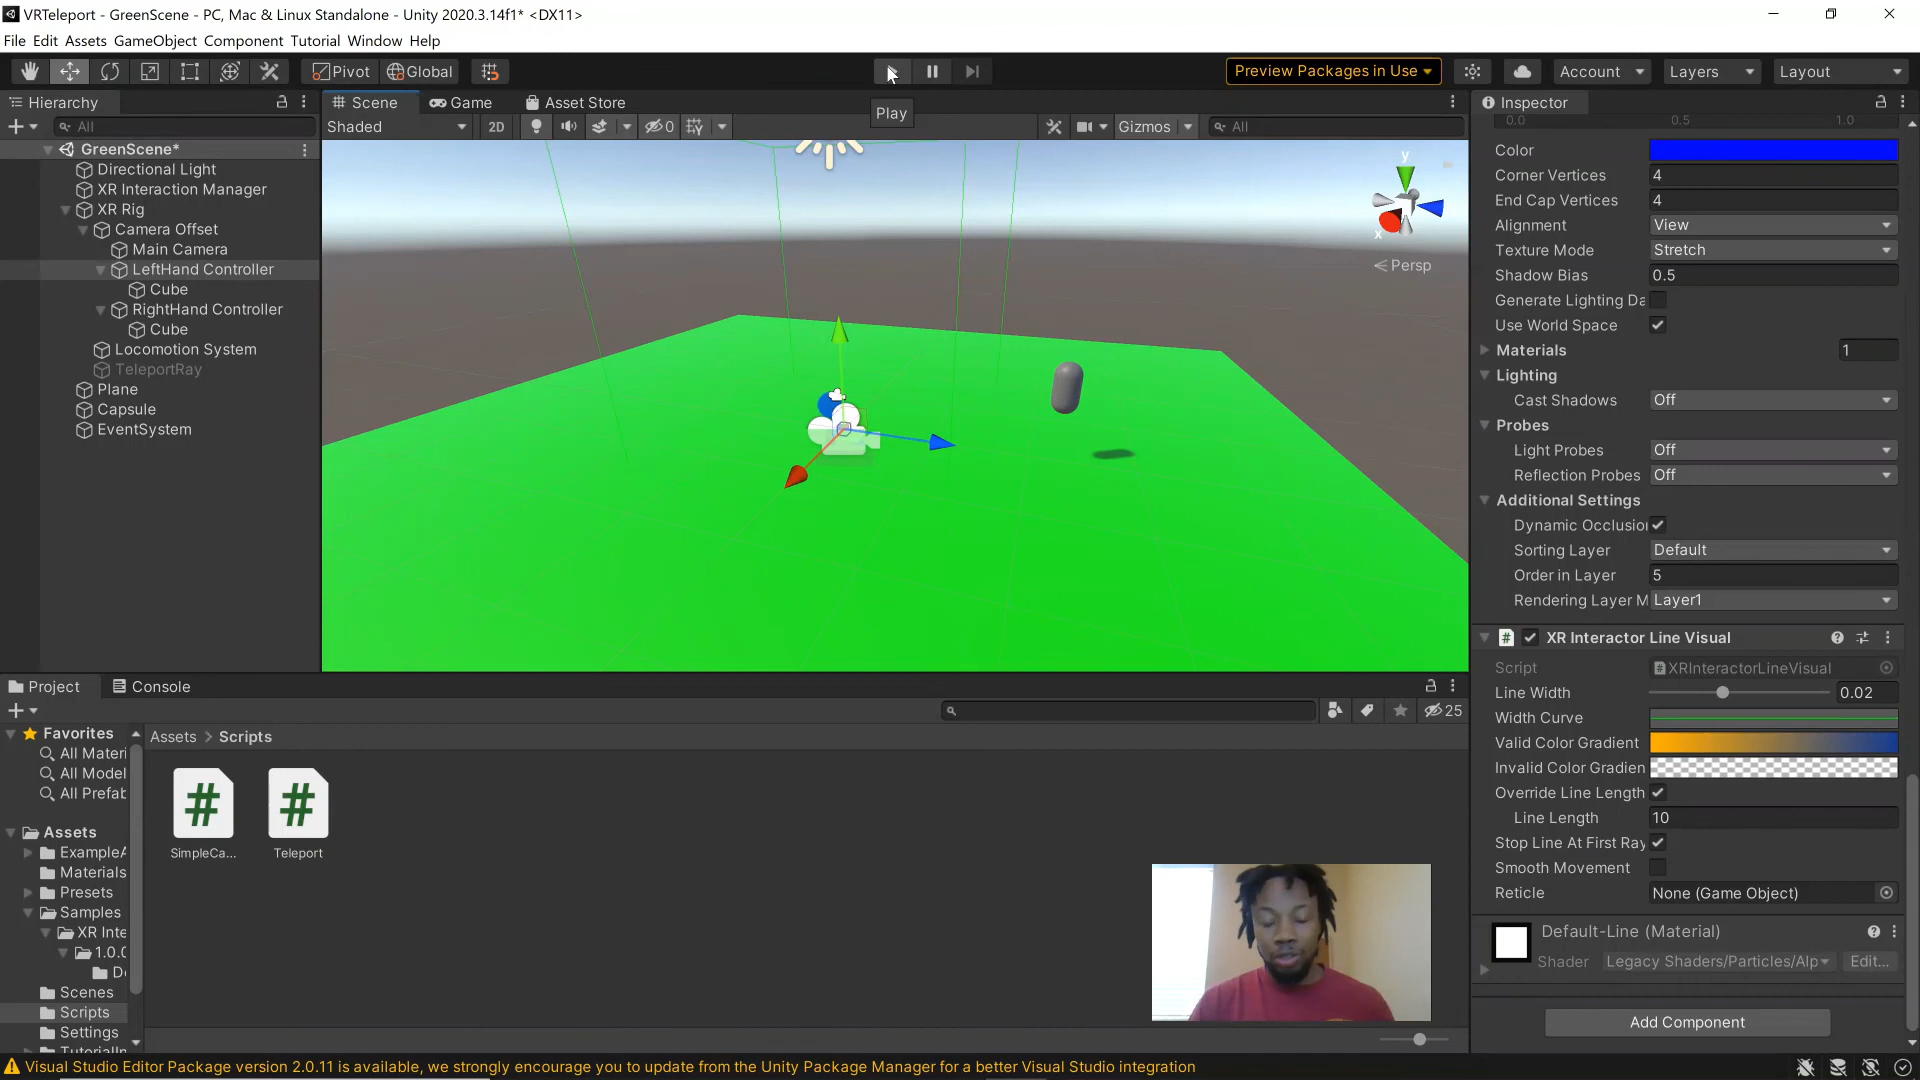 VRTeleport - GreenScene - PC, Mac & Linux Standalone - Unity 2020.3.14f1* <DX11>
File Edit Assets GameObject Component Tutorial Window Help
Pivot Global Preview Packages in Use Account Layers Layout
Play
Hierarchy
All
GreenScene*
Directional Light
XR Interaction Manager
XR Rig
Camera Offset
Main Camera
LeftHand Controller
Cube
RightHand Controller
Cube
Locomotion System
TeleportRay
Plane
Capsule
EventSystem
Scene Game Asset Store
Shaded 2D 0 Gizmos All
y
x
Persp
Inspector
0.0 0.5 1.0
Color
Corner Vertices 4
End Cap Vertices 4
Alignment View
Texture Mode Stretch
Shadow Bias 0.5
Generate Lighting Da
Use World Space
Materials 1
Lighting
Cast Shadows Off
Probes
Light Probes Off
Reflection Probes Off
Additional Settings
Dynamic Occlusion
Sorting Layer Default
Order in Layer 5
Rendering Layer M Layer1
# XR Interactor Line Visual
Script # XRInteractorLineVisual
Line Width 0.02
Width Curve
Valid Color Gradient
Invalid Color Gradien
Override Line Length
Line Length 10
Stop Line At First Ray
Smooth Movement
Reticle None (Game Object)
Default-Line (Material)
Shader Legacy Shaders/Particles/Alp Edit...
Add Component
Project Console
25
Favorites
All Materi
All Model
All Prefab
Assets
ExampleA
Materials
Presets
Samples
XR Inte
1.0.0
De
Scenes
Scripts
Settings
TutorialIn
Assets > Scripts
# #
SimpleCa... Teleport
Visual Studio Editor Package version 2.0.11 is available, we strongly encourage you to update from the Unity Package Manager for a better Visual Studio integration